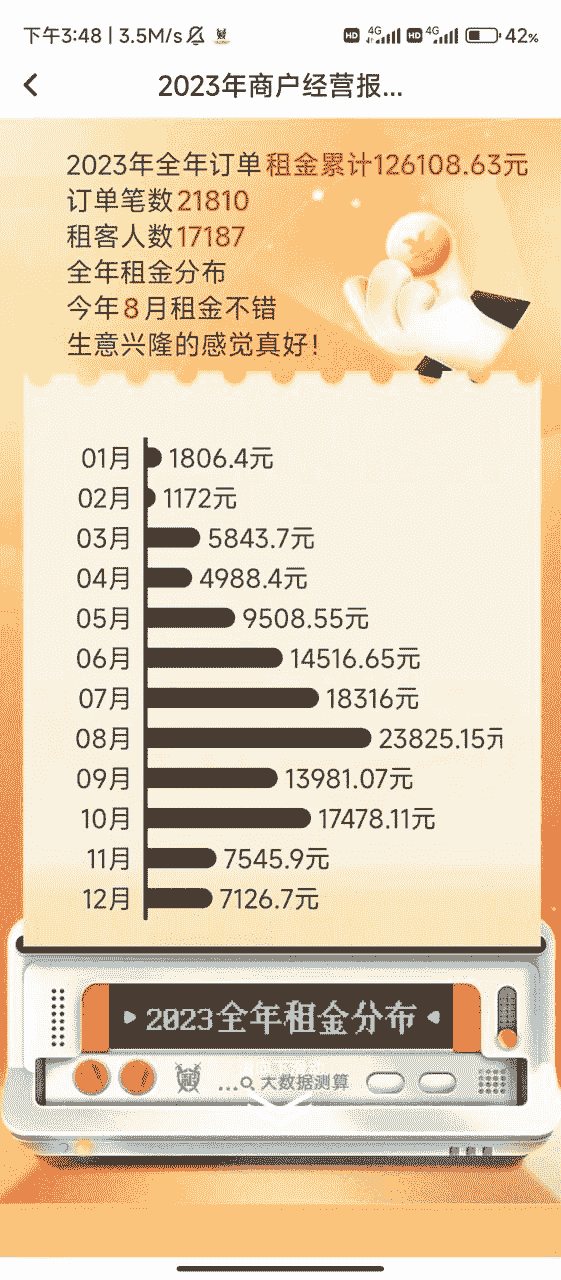 下午3:48 | 3.5M/s
HD 4G HD 4G 42%
2023年商户经营报...
2023年全年订单租金累计126108.63元
订单笔数21810
租客人数17187
全年租金分布
今年8月租金不错
生意兴隆的感觉真好!
01月 1806.4元
02月 1172元
03月 5843.7元
04月 4988.4元
05月 9508.55元
06月 14516.65元
07月 18316元
08月 23825.15元
09月 13981.07元
10月 17478.11元
11月 7545.9元
12月 7126.7元
2023全年租金分布
...大数据测算